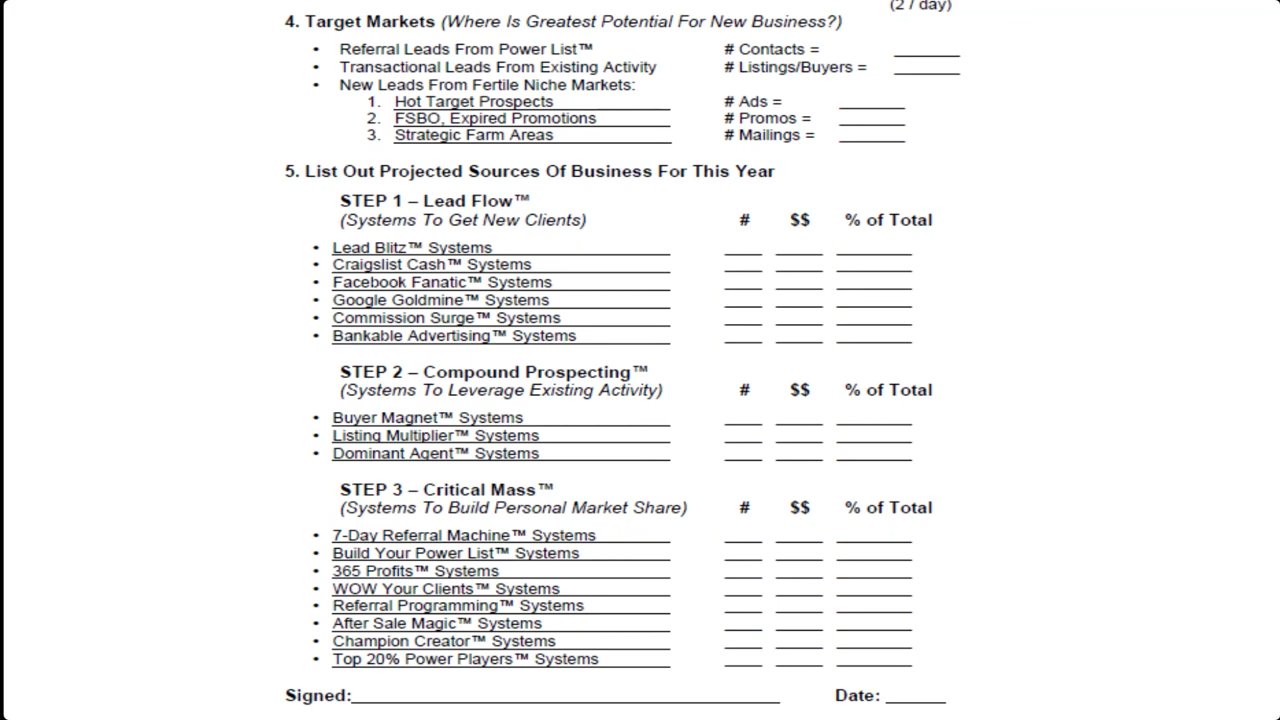 (2 / day)
4. Target Markets (Where Is Greatest Potential For New Business?)
• Referral Leads From Power List™ # Contacts = ______
• Transactional Leads From Existing Activity # Listings/Buyers = ______
• New Leads From Fertile Niche Markets:
1. Hot Target Prospects # Ads = ______
2. FSBO, Expired Promotions # Promos = ______
3. Strategic Farm Areas # Mailings = ______
5. List Out Projected Sources Of Business For This Year
STEP 1 – Lead Flow™
(Systems To Get New Clients) # $$ % of Total
• Lead Blitz™ Systems
• Craigslist Cash™ Systems
• Facebook Fanatic™ Systems
• Google Goldmine™ Systems
• Commission Surge™ Systems
• Bankable Advertising™ Systems
STEP 2 – Compound Prospecting™
(Systems To Leverage Existing Activity) # $$ % of Total
• Buyer Magnet™ Systems
• Listing Multiplier™ Systems
• Dominant Agent™ Systems
STEP 3 – Critical Mass™
(Systems To Build Personal Market Share) # $$ % of Total
• 7-Day Referral Machine™ Systems
• Build Your Power List™ Systems
• 365 Profits™ Systems
• WOW Your Clients™ Systems
• Referral Programming™ Systems
• After Sale Magic™ Systems
• Champion Creator™ Systems
• Top 20% Power Players™ Systems
Signed:______ Date: ______